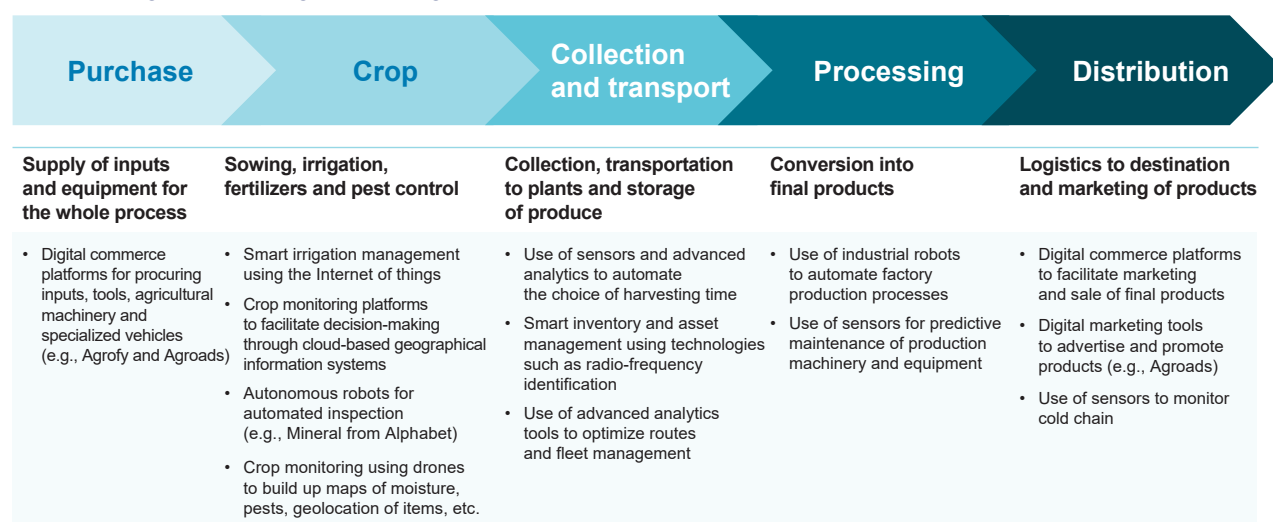 Purchase
Crop
Collection
and transport
Processing
Distribution
Supply of inputs
and equipment for
the whole process
Sowing, irrigation,
fertilizers and pest control
Collection, transportation
to plants and storage
of produce
Conversion into
final products
Logistics to destination
and marketing of products
• Digital commerce
platforms for procuring
inputs, tools, agricultural
machinery and
specialized vehicles
(e.g., Agrofy and Agroads)
• Smart irrigation management
using the Internet of things
• Crop monitoring platforms
to facilitate decision-making
through cloud-based geographical
information systems
• Autonomous robots for
automated inspection
(e.g., Mineral from Alphabet)
• Crop monitoring using drones
to build up maps of moisture,
pests, geolocation of items, etc.
• Use of sensors and advanced
analytics to automate
the choice of harvesting time
• Smart inventory and asset
management using technologies
such as radio-frequency
identification
• Use of advanced analytics
tools to optimize routes
and fleet management
• Use of industrial robots
to automate factory
production processes
• Use of sensors for predictive
maintenance of production
machinery and equipment
• Digital commerce platforms
to facilitate marketing
and sale of final products
• Digital marketing tools
to advertise and promote
products (e.g., Agroads)
• Use of sensors to monitor
cold chain